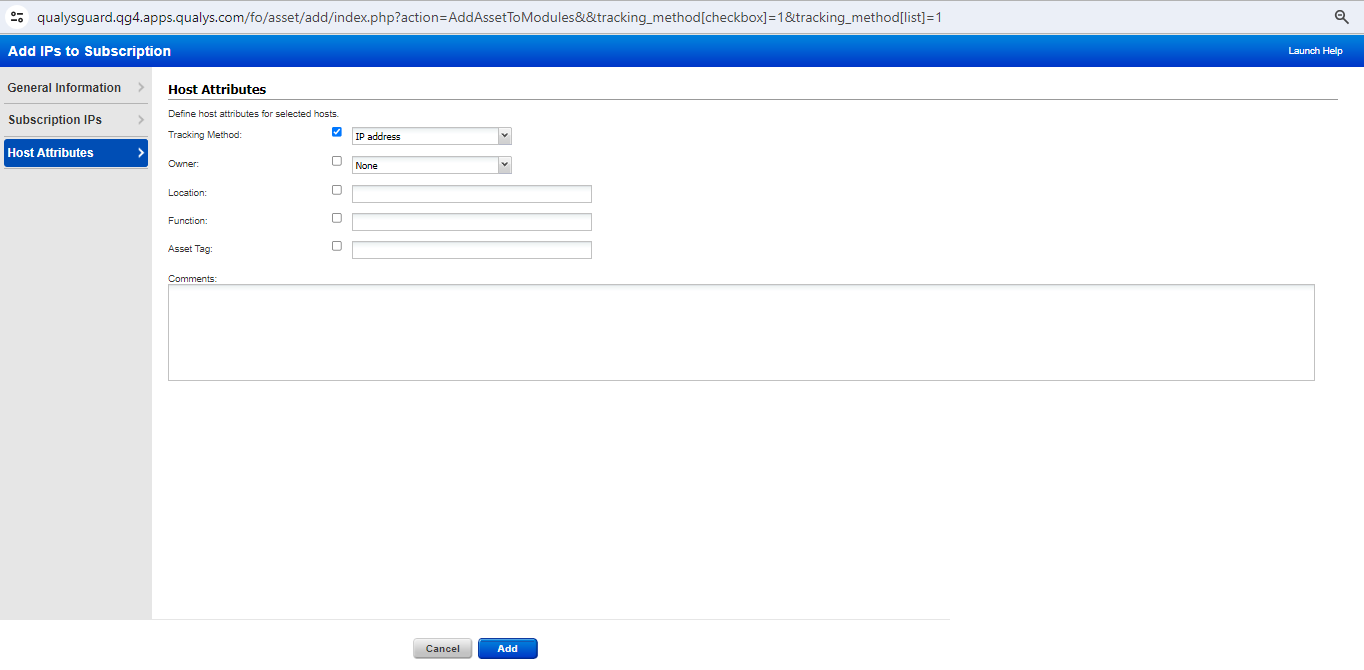 qualysguard.qg4.apps.qualys.com/fo/asset/add/index.php?action=AddAssetToModules&&tracking_method[checkbox]=1&tracking_method[list]=1
Add IPs to Subscription
Launch Help
General Information
Subscription IPs
Host Attributes
Host Attributes
Define host attributes for selected hosts.
Tracking Method: IP address
Owner: None
Location:
Function:
Asset Tag:
Comments:
Cancel Add